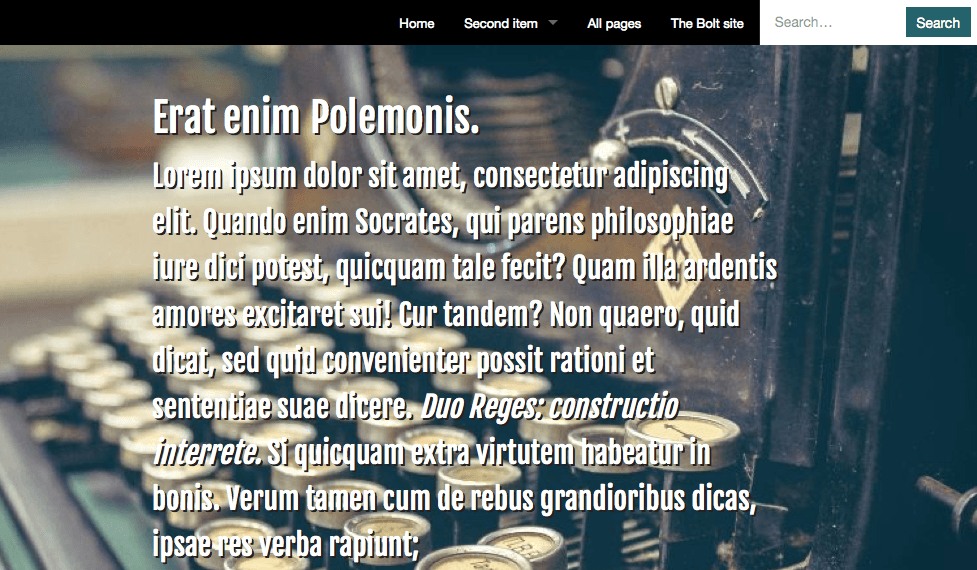 Home Second item All pages The Bolt site Search… Search
Erat enim Polemonis.
Lorem ipsum dolor sit amet, consectetur adipiscing
elit. Quando enim Socrates, qui parens philosophiae
iure dici potest, quicquam tale fecit? Quam illa ardentis
amores excitaret sui! Cur tandem? Non quaero, quid
dicat, sed quid convenienter possit rationi et
sententiae suae dicere. Duo Reges: constructio
interrete. Si quicquam extra virtutem habeatur in
bonis. Verum tamen cum de rebus grandioribus dicas,
ipsae res verba rapiunt;